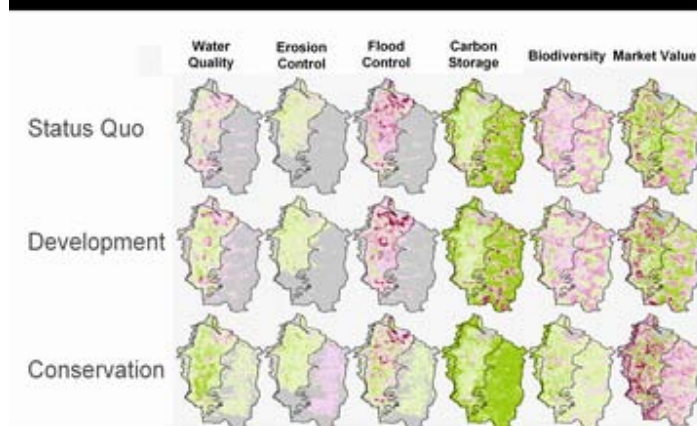 Water Quality
Erosion Control
Flood Control
Carbon Storage
Biodiversity
Market Value
Status Quo
Development
Conservation